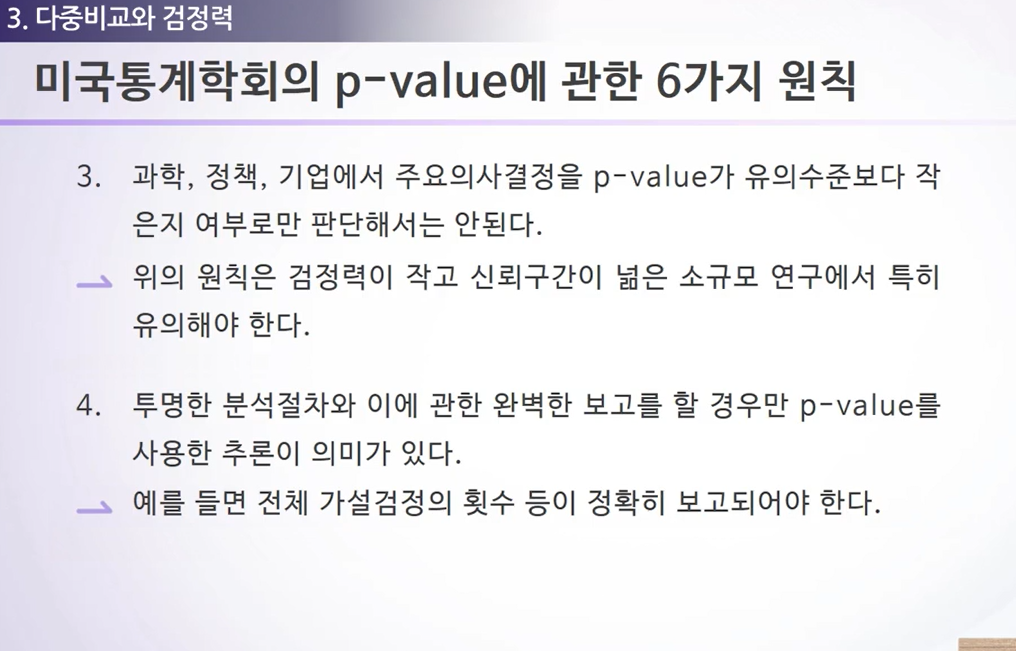 3. 다중비교와 검정력
미국통계학회의 p-value에 관한 6가지 원칙
3. 과학, 정책, 기업에서 주요의사결정을 p-value가 유의수준보다 작
은지 여부로만 판단해서는 안된다.
위의 원칙은 검정력이 작고 신뢰구간이 넓은 소규모 연구에서 특히
유의해야 한다.
4. 투명한 분석절차와 이에 관한 완벽한 보고를 할 경우만 p-value를
사용한 추론이 의미가 있다.
예를 들면 전체 가설검정의 횟수 등이 정확히 보고되어야 한다.